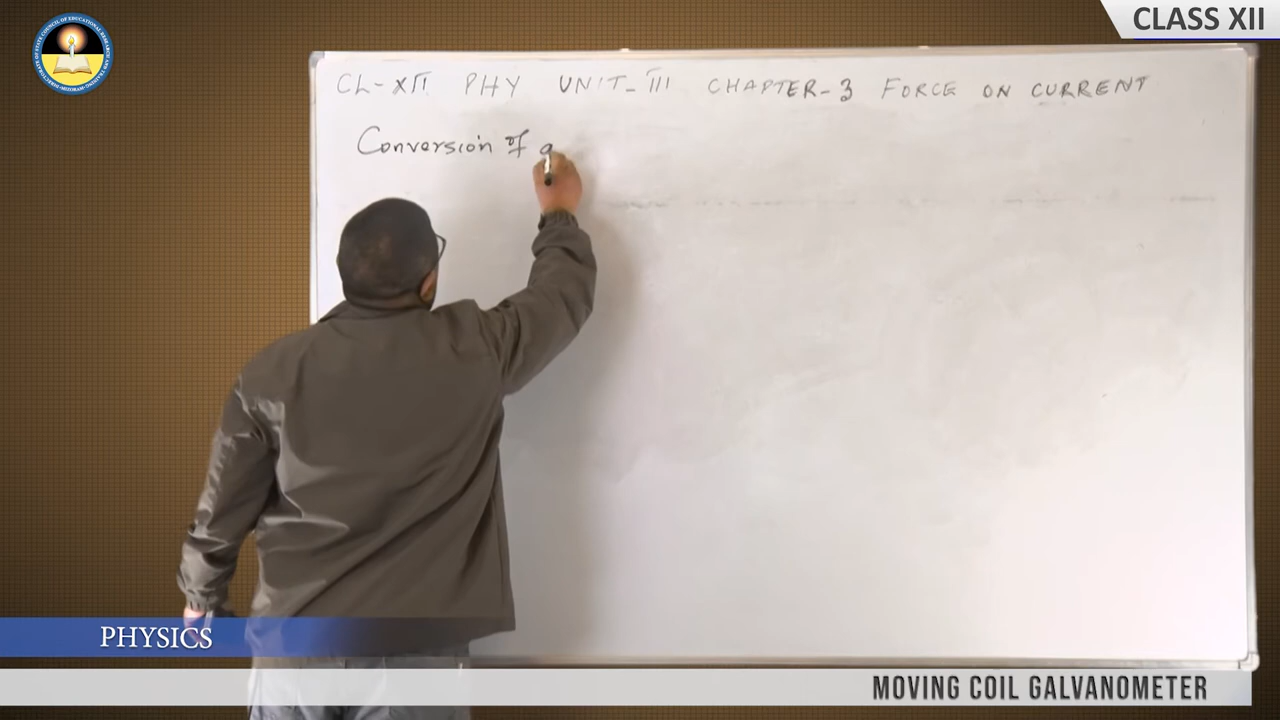 CLASS XII
CL-XII PHY UNIT-III CHAPTER-3 FORCE ON CURRENT
Conversion of g
PHYSICS
MOVING COIL GALVANOMETER